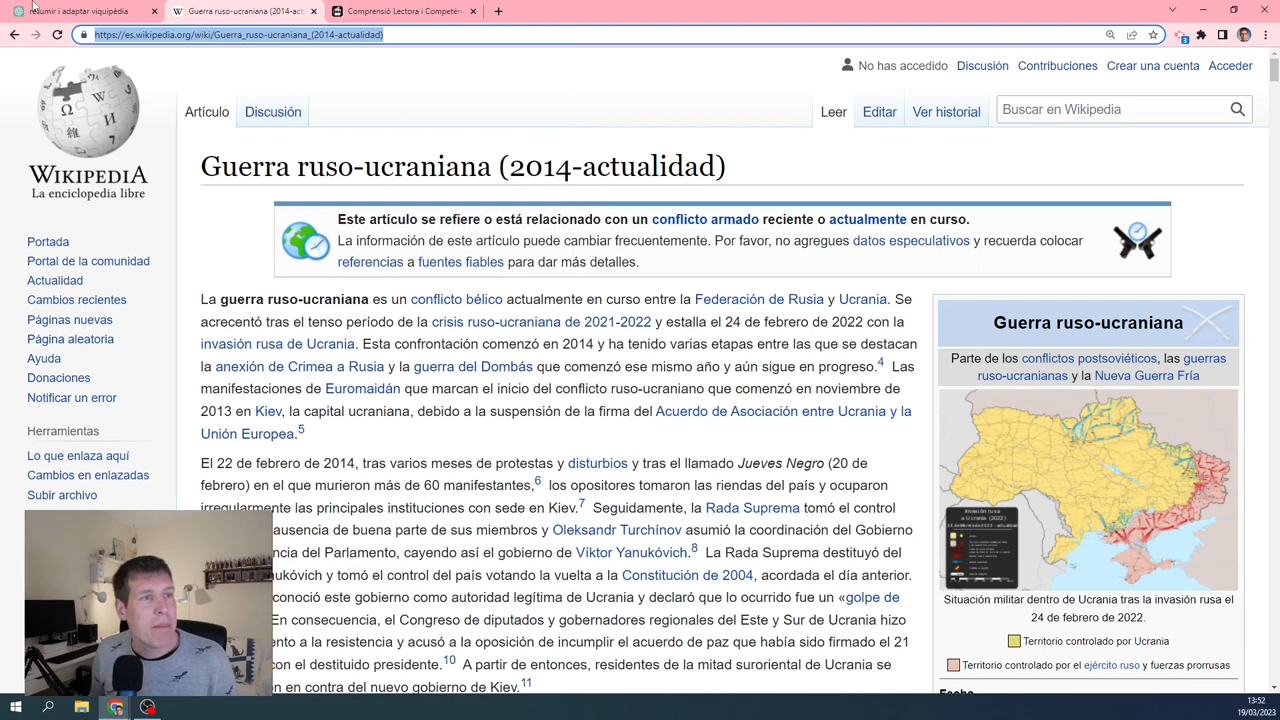 Resumir i adaptar viquipèdia
Guerra ruso-ucraniana (2014-act
Comprensió Lectora i Competèn
https://es.wikipedia.org/wiki/Guerra_ruso-ucraniana_(2014-actualidad)
No has accedido Discusión Contribuciones Crear una cuenta Acceder
Artículo Discusión Leer Editar Ver historial Buscar en Wikipedia
WIKIPEDIA
La enciclopedia libre
Portada
Portal de la comunidad
Actualidad
Cambios recientes
Páginas nuevas
Página aleatoria
Ayuda
Donaciones
Notificar un error
Herramientas
Lo que enlaza aquí
Cambios en enlazadas
Subir archivo
Guerra ruso-ucraniana (2014-actualidad)
Este artículo se refiere o está relacionado con un conflicto armado reciente o actualmente en curso.
La información de este artículo puede cambiar frecuentemente. Por favor, no agregues datos especulativos y recuerda colocar
referencias a fuentes fiables para dar más detalles.
La guerra ruso-ucraniana es un conflicto bélico actualmente en curso entre la Federación de Rusia y Ucrania. Se
acrecentó tras el tenso período de la crisis ruso-ucraniana de 2021-2022 y estalla el 24 de febrero de 2022 con la
invasión rusa de Ucrania. Esta confrontación comenzó en 2014 y ha tenido varias etapas entre las que se destacan
la anexión de Crimea a Rusia y la guerra del Dombás que comenzó ese mismo año y aún sigue en progreso.4 Las
manifestaciones de Euromaidán que marcan el inicio del conflicto ruso-ucraniano que comenzó en noviembre de
2013 en Kiev, la capital ucraniana, debido a la suspensión de la firma del Acuerdo de Asociación entre Ucrania y la
Unión Europea.5
El 22 de febrero de 2014, tras varios meses de protestas y disturbios y tras el llamado Jueves Negro (20 de
febrero) en el que murieron más de 60 manifestantes,6 los opositores tomaron las riendas del país y ocuparon
irregularmente las principales instituciones con sede en Kiev.7 Seguidamente, la Rada Suprema tomó el control
de buena parte de sus miembros. Oleksandr Turchínov asumió la coordinación del Gobierno
del Parlamento, cayendo así el gobierno de Víktor Yanukóvich.8 La Rada Suprema destituyó del
óvich y tomó el control del país votando la vuelta a la Constitución de 2004, acordada el día anterior.
oció este gobierno como autoridad legítima de Ucrania y declaró que lo ocurrido fue un «golpe de
En consecuencia, el Congreso de diputados y gobernadores regionales del Este y Sur de Ucrania hizo
ento a la resistencia y acusó a la oposición de incumplir el acuerdo de paz que había sido firmado el 21
con el destituido presidente.10 A partir de entonces, residentes de la mitad suroriental de Ucrania se
n en contra del nuevo gobierno de Kiev.11
Guerra ruso-ucraniana
Parte de los conflictos postsoviéticos, las guerras
ruso-ucranianas y la Nueva Guerra Fría
Invasión rusa
a Ucrania (2022)
Situación militar dentro de Ucrania tras la invasión rusa el
24 de febrero de 2022.
Territorio controlado por Ucrania
Territorio controlado por el ejército ruso y fuerzas prorrusas
Fecha
13:52
19/03/2023